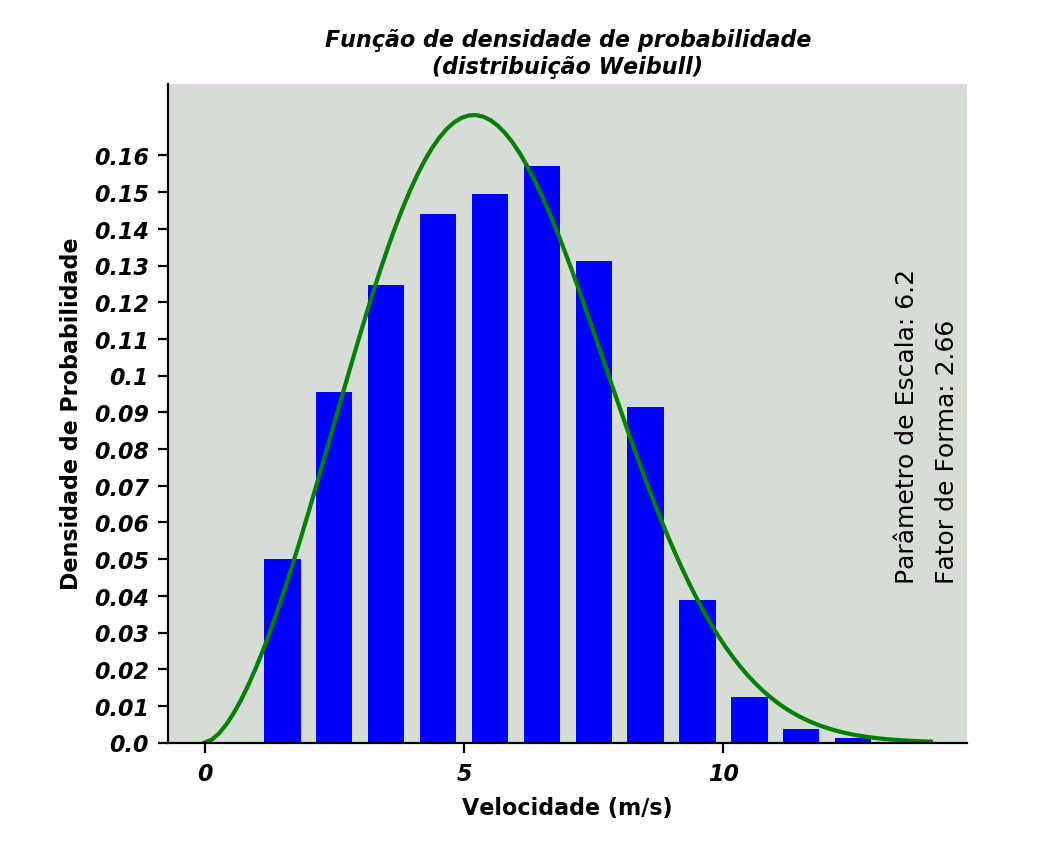 Função de densidade de probabilidade
(distribuição Weibull)
Densidade de Probabilidade
0.16
0.15
0.14
0.13
0.12
0.11
0.1
0.09
0.08
0.07
0.06
0.05
0.04
0.03
0.02
0.01
0.0
Parâmetro de Escala: 6.2
Fator de Forma: 2.66
0 5 10
Velocidade (m/s)